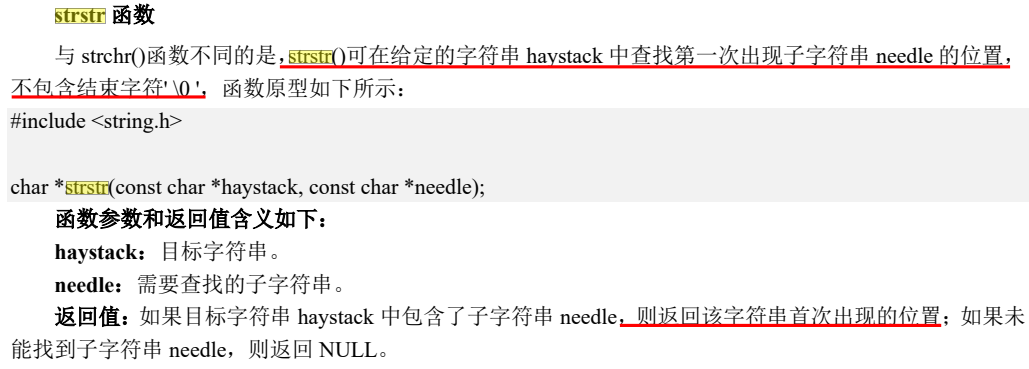 strstr 函数
与 strchr()函数不同的是，strstr()可在给定的字符串 haystack 中查找第一次出现子字符串 needle 的位置，
不包含结束字符' \0 '，函数原型如下所示：
#include <string.h>
char *strstr(const char *haystack, const char *needle);
函数参数和返回值含义如下：
haystack：目标字符串。
needle：需要查找的子字符串。
返回值：如果目标字符串 haystack 中包含了子字符串 needle，则返回该字符串首次出现的位置；如果未
能找到子字符串 needle，则返回 NULL。